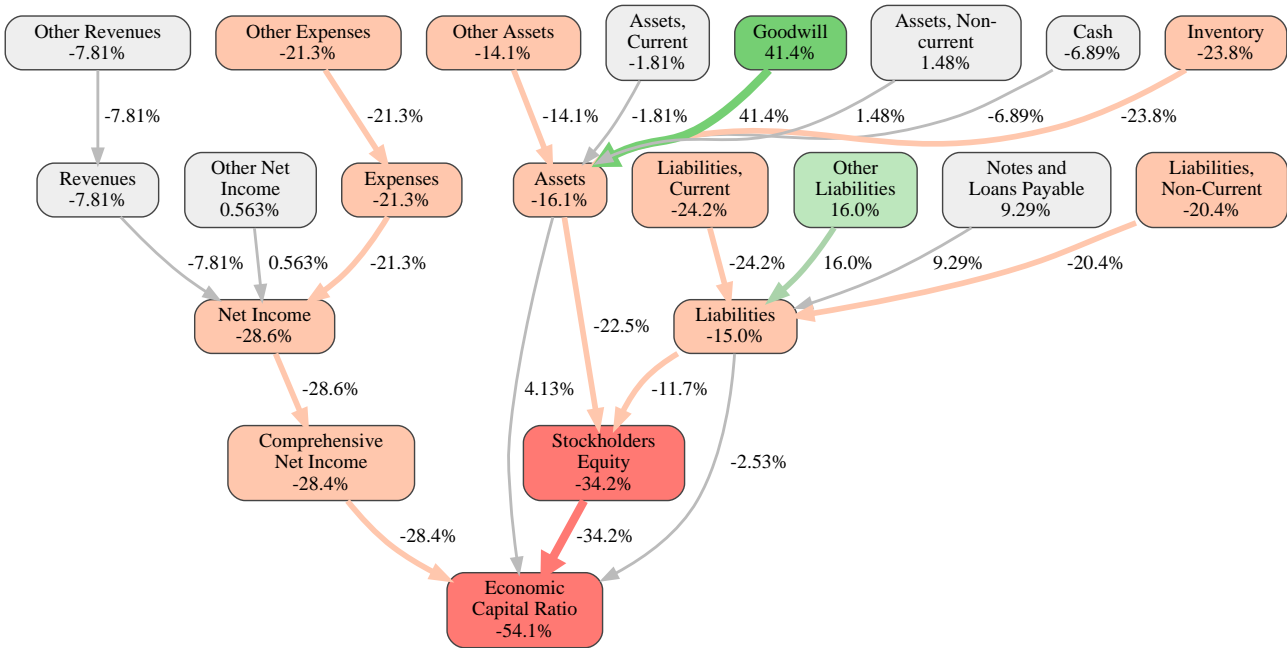 Other Revenues
-7.81%
Other Expenses
-21.3%
Other Assets
-14.1%
Assets,
Current
-1.81%
Goodwill
41.4%
Assets, Non-
current
1.48%
Cash
-6.89%
Inventory
-23.8%
-7.81%
-21.3%
-14.1%
-1.81%
41.4%
1.48%
-6.89%
-23.8%
Revenues
-7.81%
Other Net
Income
0.563%
Expenses
-21.3%
Assets
-16.1%
Liabilities,
Current
-24.2%
Other
Liabilities
16.0%
Notes and
Loans Payable
9.29%
Liabilities,
Non-Current
-20.4%
-7.81%
0.563%
-21.3%
-24.2%
16.0%
9.29%
-20.4%
Net Income
-28.6%
-22.5%
Liabilities
-15.0%
-28.6%
4.13%
-11.7%
Comprehensive
Net Income
-28.4%
Stockholders
Equity
-34.2%
-2.53%
-28.4%
-34.2%
Economic
Capital Ratio
-54.1%